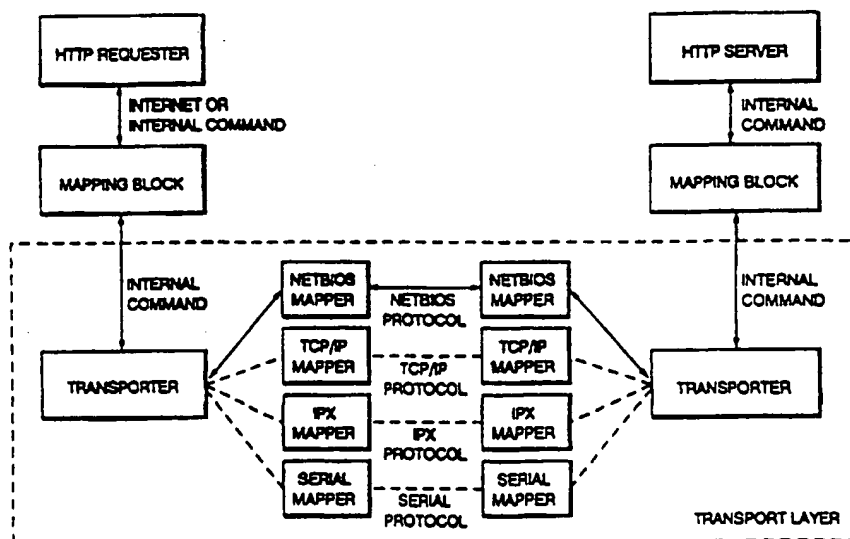 HTTP REQUESTER
HTTP SERVER
INTERNET OR
INTERNAL COMMAND
INTERNAL
COMMAND
MAPPING BLOCK
MAPPING BLOCK
INTERNAL
COMMAND
NETBIOS
MAPPER
NETBIOS
PROTOCOL
NETBIOS
MAPPER
INTERNAL
COMMAND
TRANSPORTER
TCP/IP
MAPPER
TCP/IP
PROTOCOL
TCP/IP
MAPPER
TRANSPORTER
IPX
MAPPER
IPX
PROTOCOL
IPX
MAPPER
SERIAL
MAPPER
SERIAL
PROTOCOL
SERIAL
MAPPER
TRANSPORT LAYER